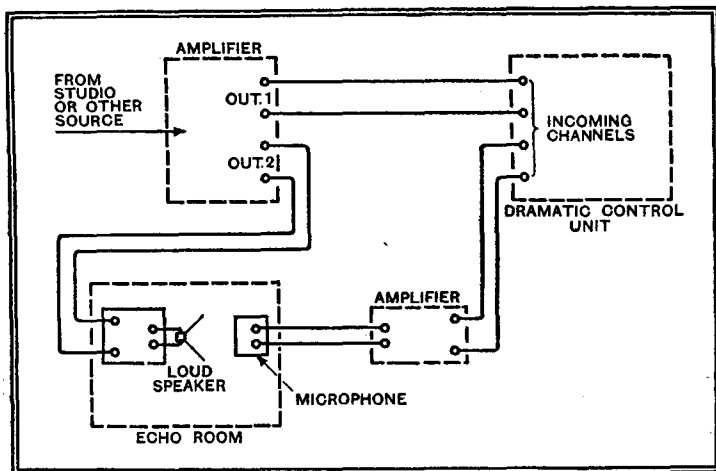 AMPLIFIER
FROM
STUDIO
OR OTHER
SOURCE
OUT.1
OUT.2
INCOMING
CHANNELS
DRAMATIC CONTROL
UNIT
AMPLIFIER
LOUD
SPEAKER
MICROPHONE
ECHO ROOM